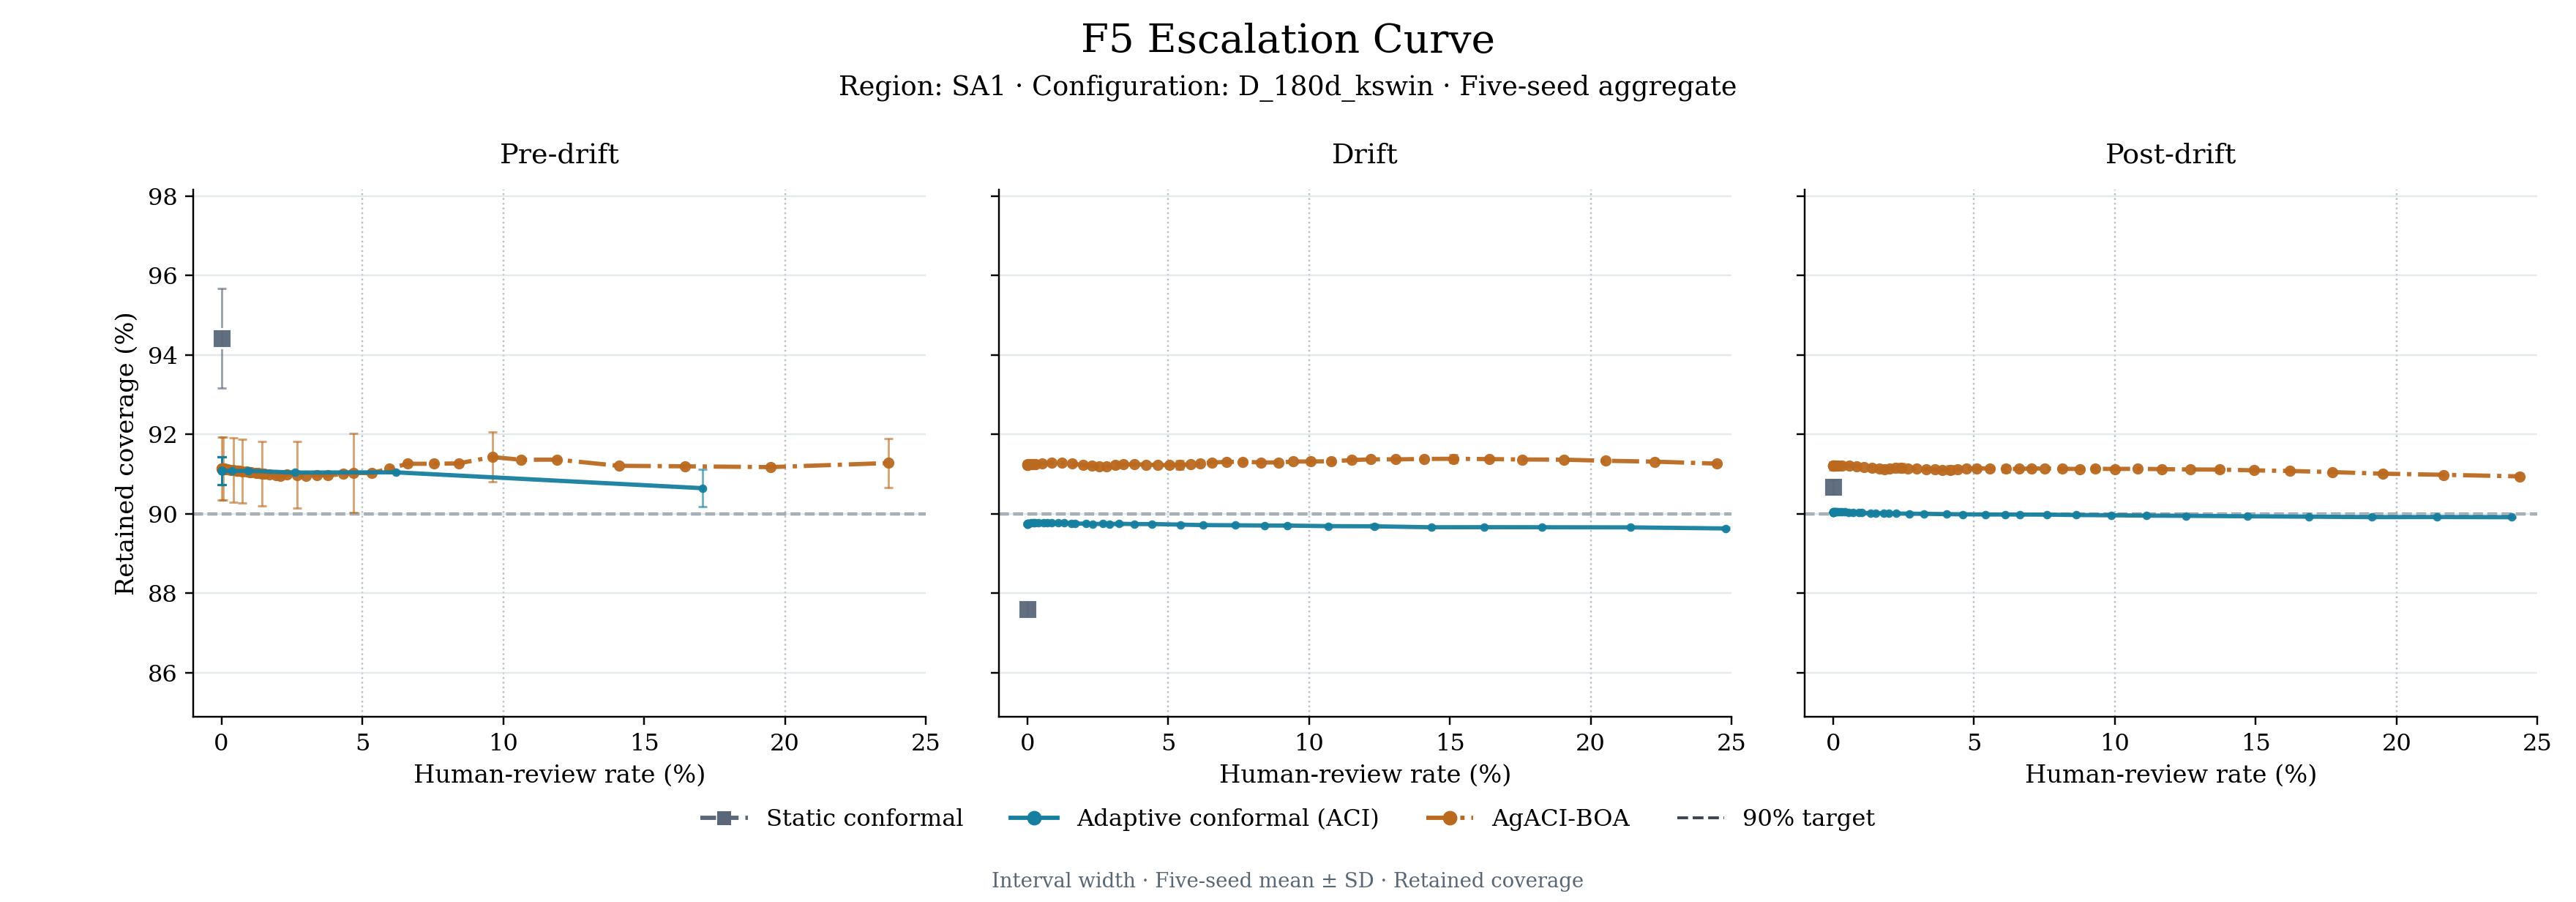 F5 Escalation Curve
Region: SA1 · Configuration: D_180d_kswin · Five-seed aggregate
Pre-drift
Drift
Post-drift
Retained coverage (%)
98
96
94
92
90
88
86
0 5 10 15 20 25
0 5 10 15 20 25
0 5 10 15 20 25
Human-review rate (%)
Human-review rate (%)
Human-review rate (%)
Static conformal
Adaptive conformal (ACI)
AgACI-BOA
90% target
Interval width · Five-seed mean ± SD · Retained coverage